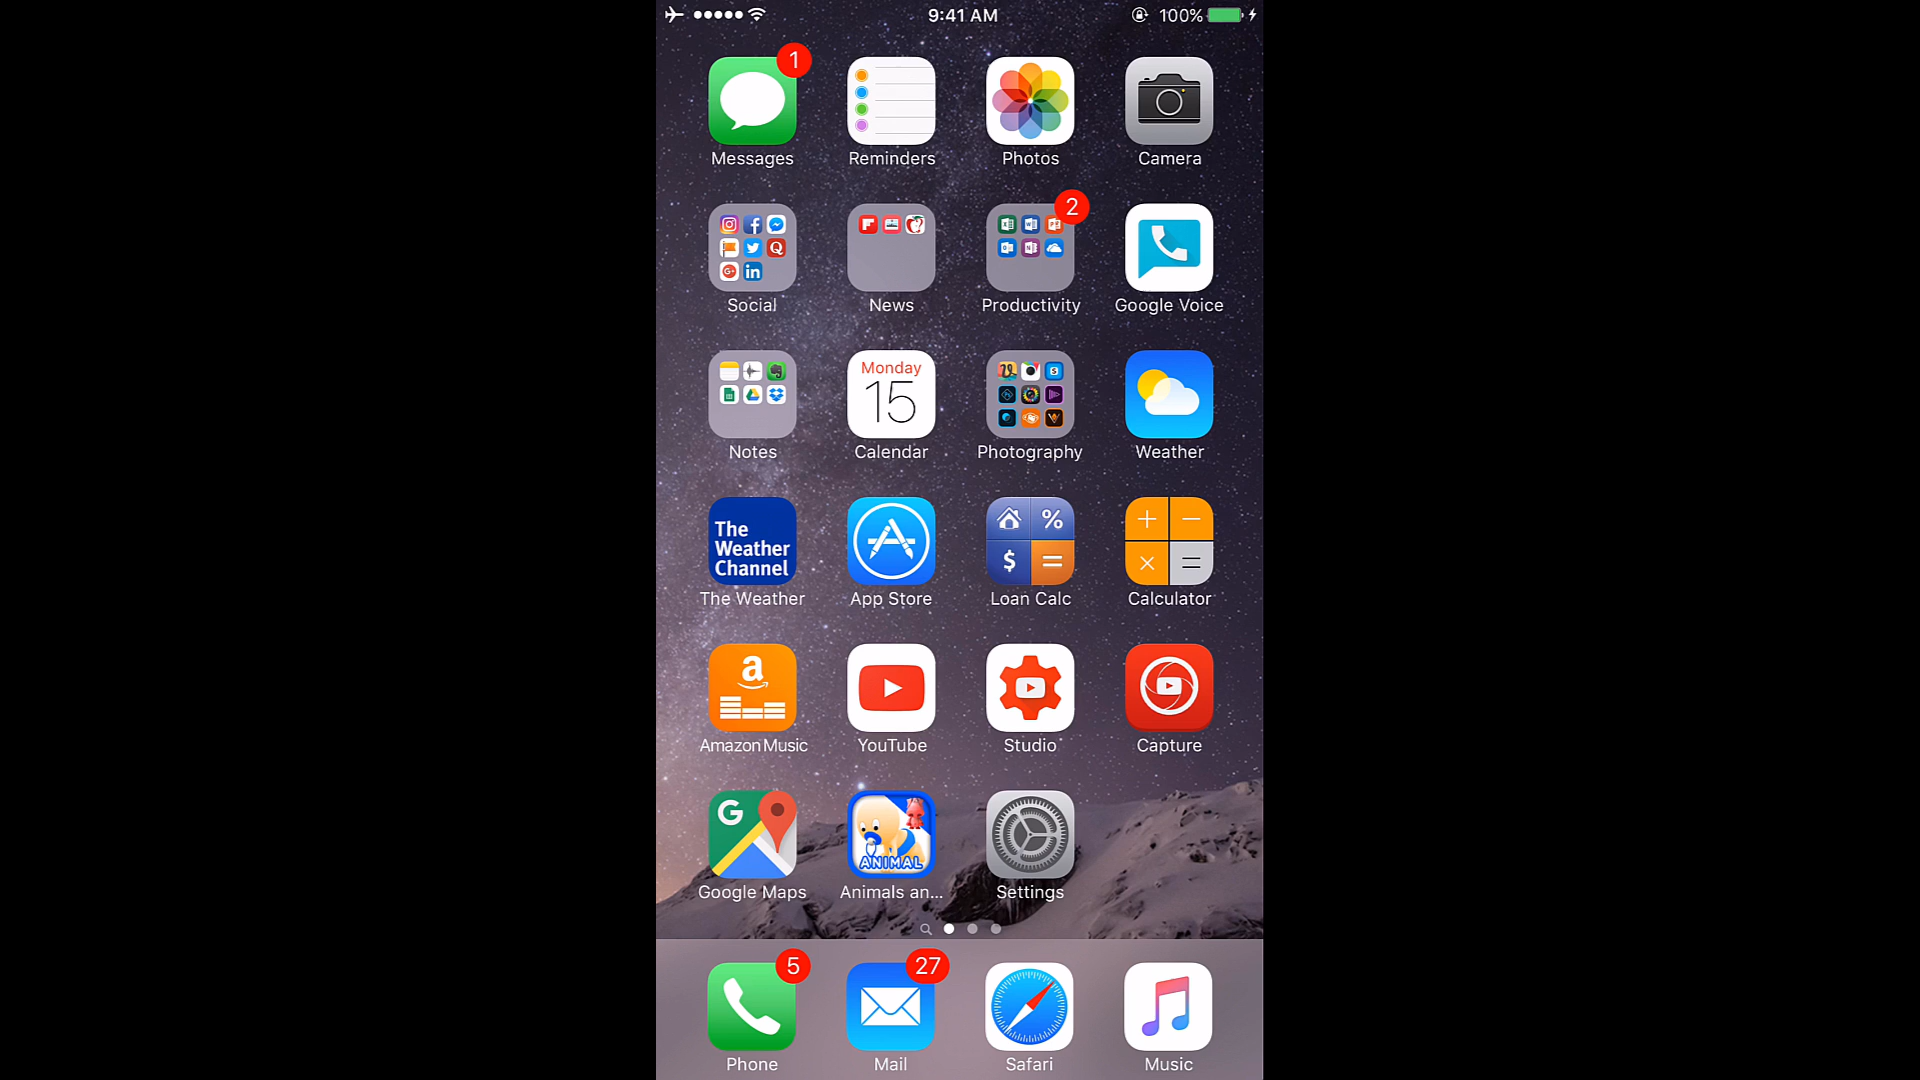 9:41 AM 100%
1
Messages Reminders Photos Camera
2
Social News Productivity Google Voice
Monday
15
Notes Calendar Photography Weather
The
Weather
Channel
The Weather App Store Loan Calc Calculator
Amazon Music YouTube Studio Capture
G
ANIMAL
Google Maps Animals an... Settings
5 27
Phone Mail Safari Music